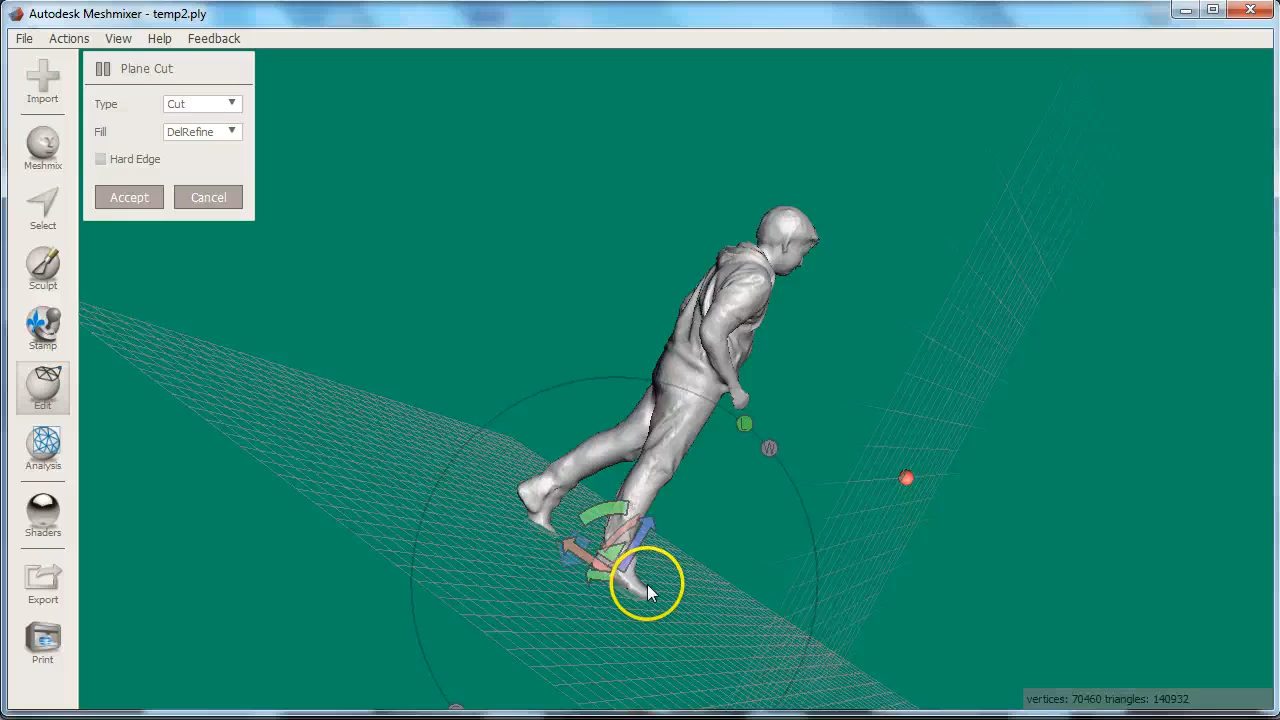 Autodesk Meshmixer - temp2.ply
File Actions View Help Feedback
Import
Meshmix
Select
Sculpt
Stamp
Edit
Analysis
Shaders
Export
Print
Plane Cut
Type Cut
Fill DelRefine
Hard Edge
Accept Cancel
L
W
vertices: 70460 triangles: 140932